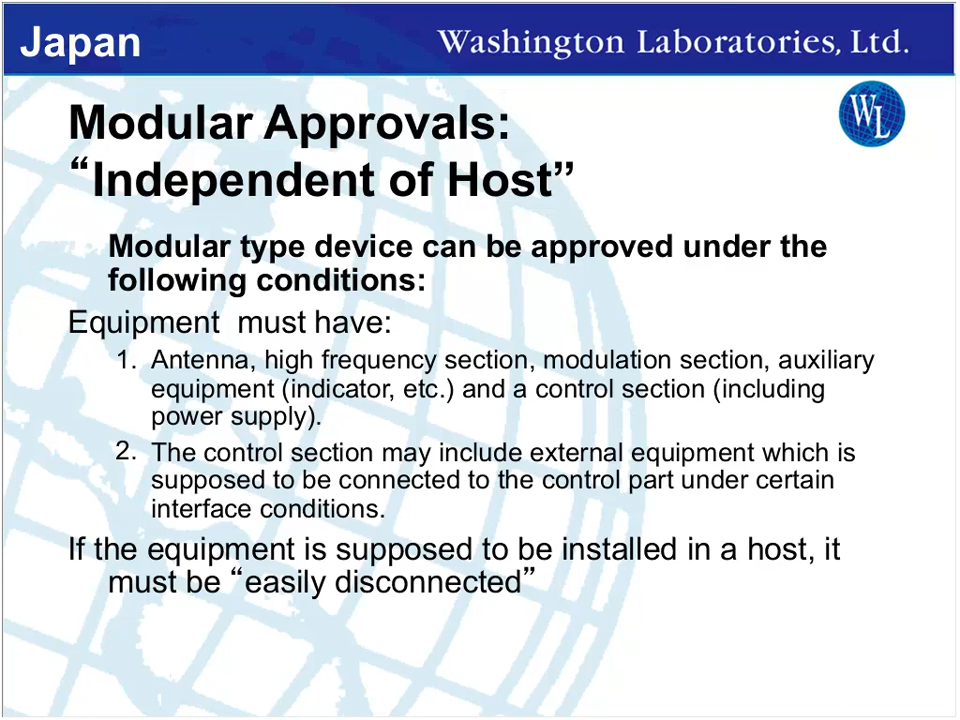 Japan
Washington Laboratories, Ltd.
WL
Modular Approvals:
“Independent of Host”
Modular type device can be approved under the
following conditions:
Equipment  must have:
1. Antenna, high frequency section, modulation section, auxiliary
equipment (indicator, etc.) and a control section (including
power supply).
2. The control section may include external equipment which is
supposed to be connected to the control part under certain
interface conditions.
If the equipment is supposed to be installed in a host, it
must be “easily disconnected”